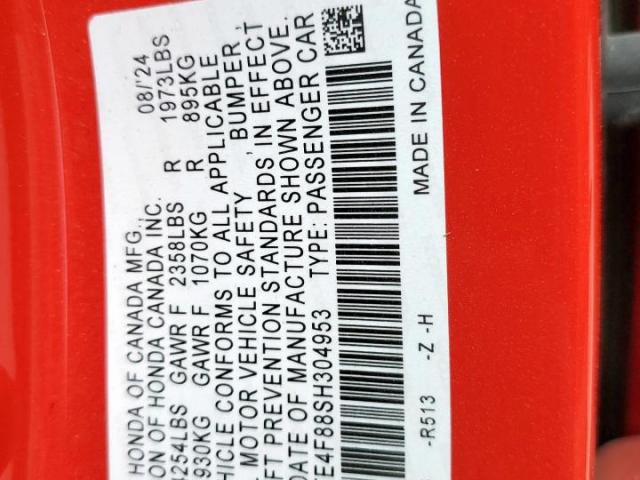 HONDA OF CANADA MFG. 08/'24
ION OF HONDA CANADA INC.
4254LBS GAWR F 2358LBS R 1973LBS
930KG GAWR F 1070KG R 895KG
HICLE CONFORMS TO ALL APPLICABLE
MOTOR VEHICLE SAFETY, BUMPER,
FT PREVENTION STANDARDS IN EFFECT
DATE OF MANUFACTURE SHOWN ABOVE.
E4F88SH304953 TYPE: PASSENGER CAR
-R513 -Z -H MADE IN CANADA